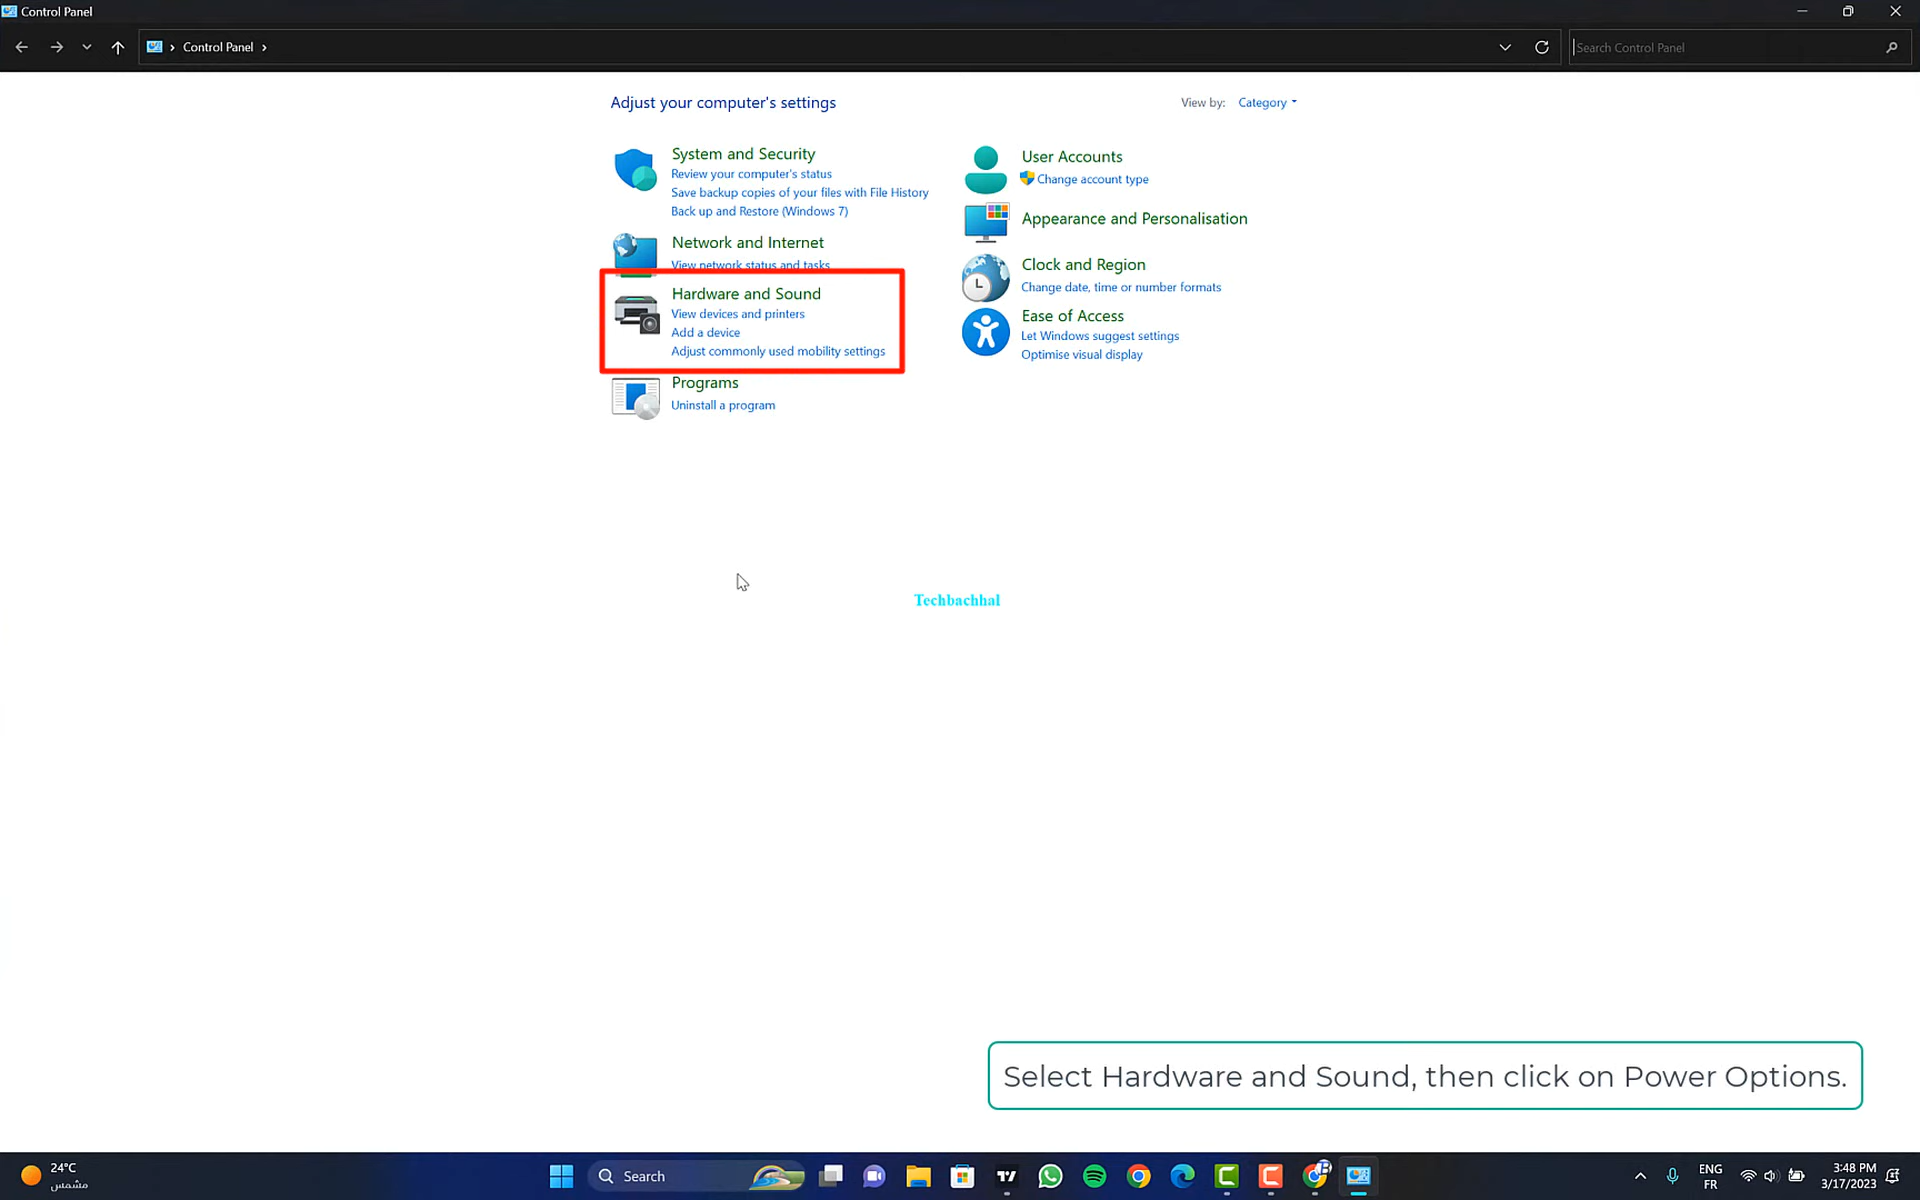 Control Panel
Control Panel
Search Control Panel
Adjust your computer's settings
View by: Category
System and Security
Review your computer's status
Save backup copies of your files with File History
Back up and Restore (Windows 7)
Network and Internet
View network status and tasks
Hardware and Sound
View devices and printers
Add a device
Adjust commonly used mobility settings
Programs
Uninstall a program
User Accounts
Change account type
Appearance and Personalisation
Clock and Region
Change date, time or number formats
Ease of Access
Let Windows suggest settings
Optimise visual display
Techbachhal
Select Hardware and Sound, then click on Power Options.
24°C
مشمس
Search
ENG
FR
3:48 PM
3/17/2023